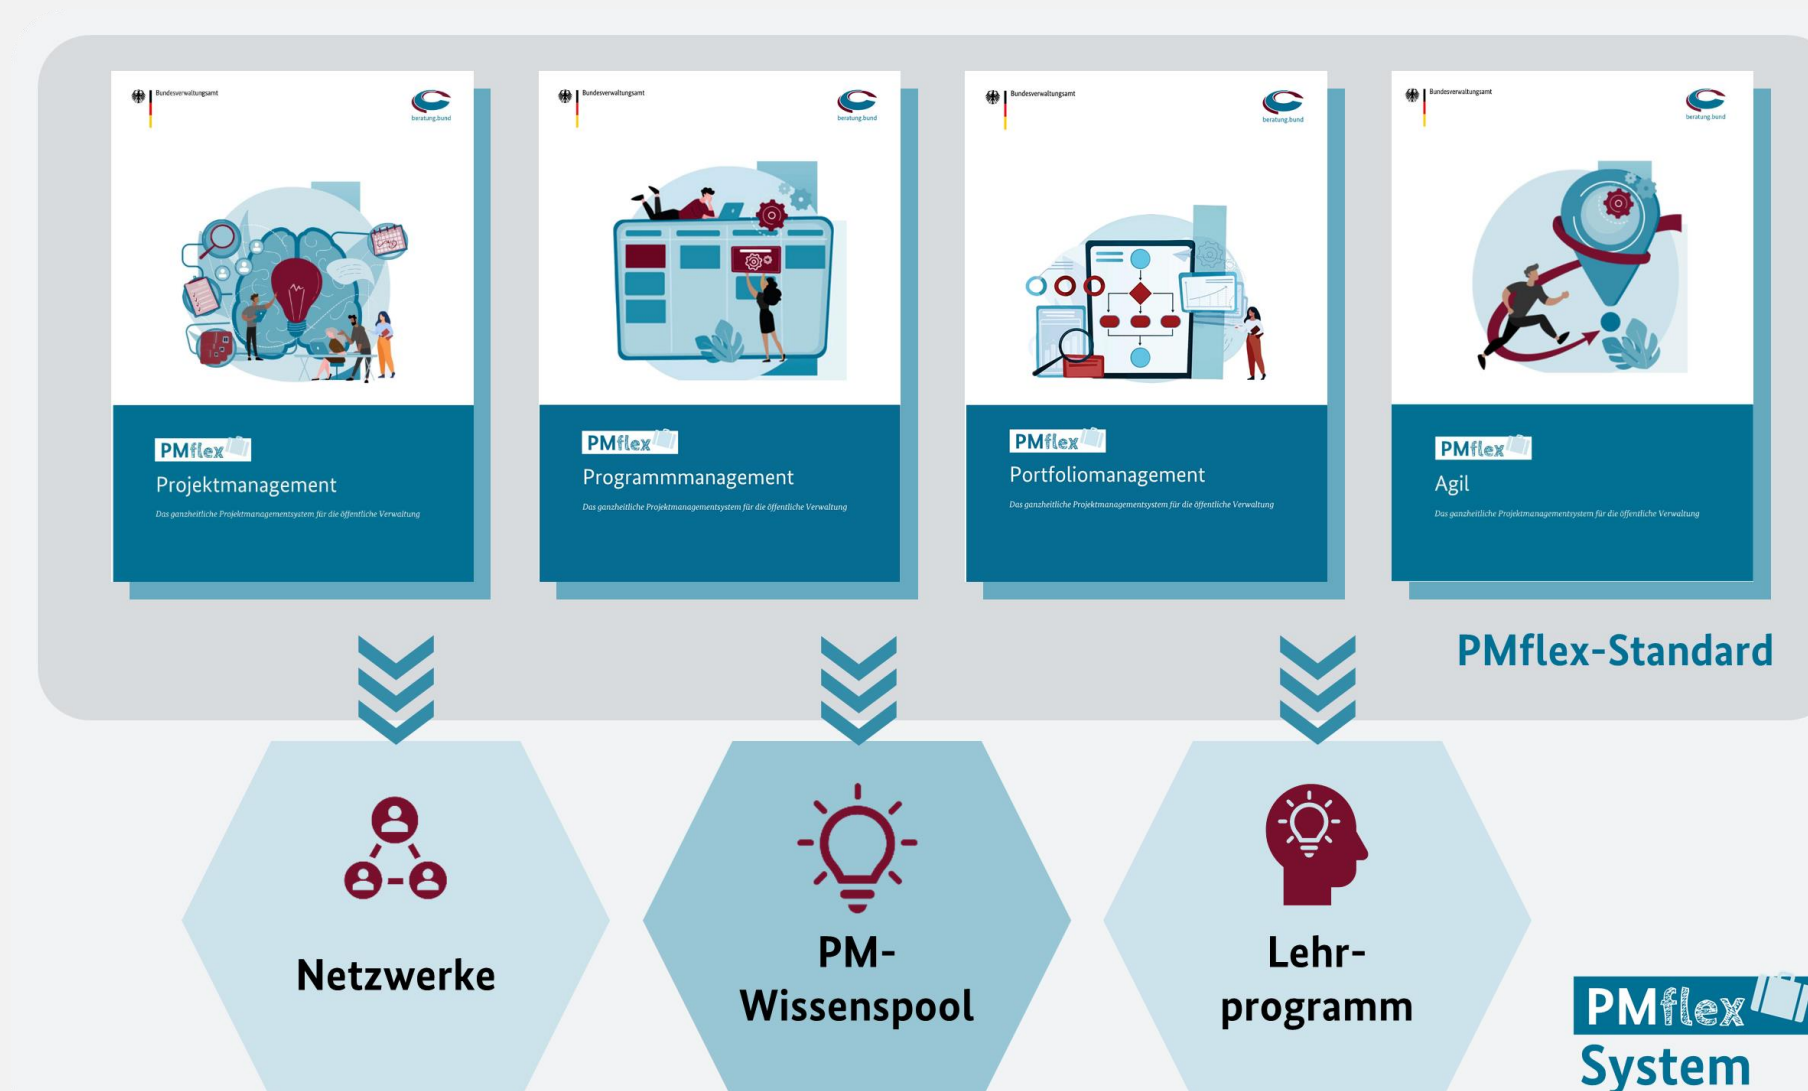 Bundesverwaltungsamt
beratung.bund
PMflex
Projektmanagement
Das ganzheitliche Projektmanagementsystem für die öffentliche Verwaltung
Bundesverwaltungsamt
beratung.bund
PMflex
Programmmanagement
Das ganzheitliche Projektmanagementsystem für die öffentliche Verwaltung
Bundesverwaltungsamt
beratung.bund
PMflex
Portfoliomanagement
Das ganzheitliche Projektmanagementsystem für die öffentliche Verwaltung
Bundesverwaltungsamt
beratung.bund
PMflex
Agil
Das ganzheitliche Projektmanagementsystem für die öffentliche Verwaltung
PMflex-Standard
Netzwerke
PM-
Wissenspool
Lehr-
programm
PMflex
System